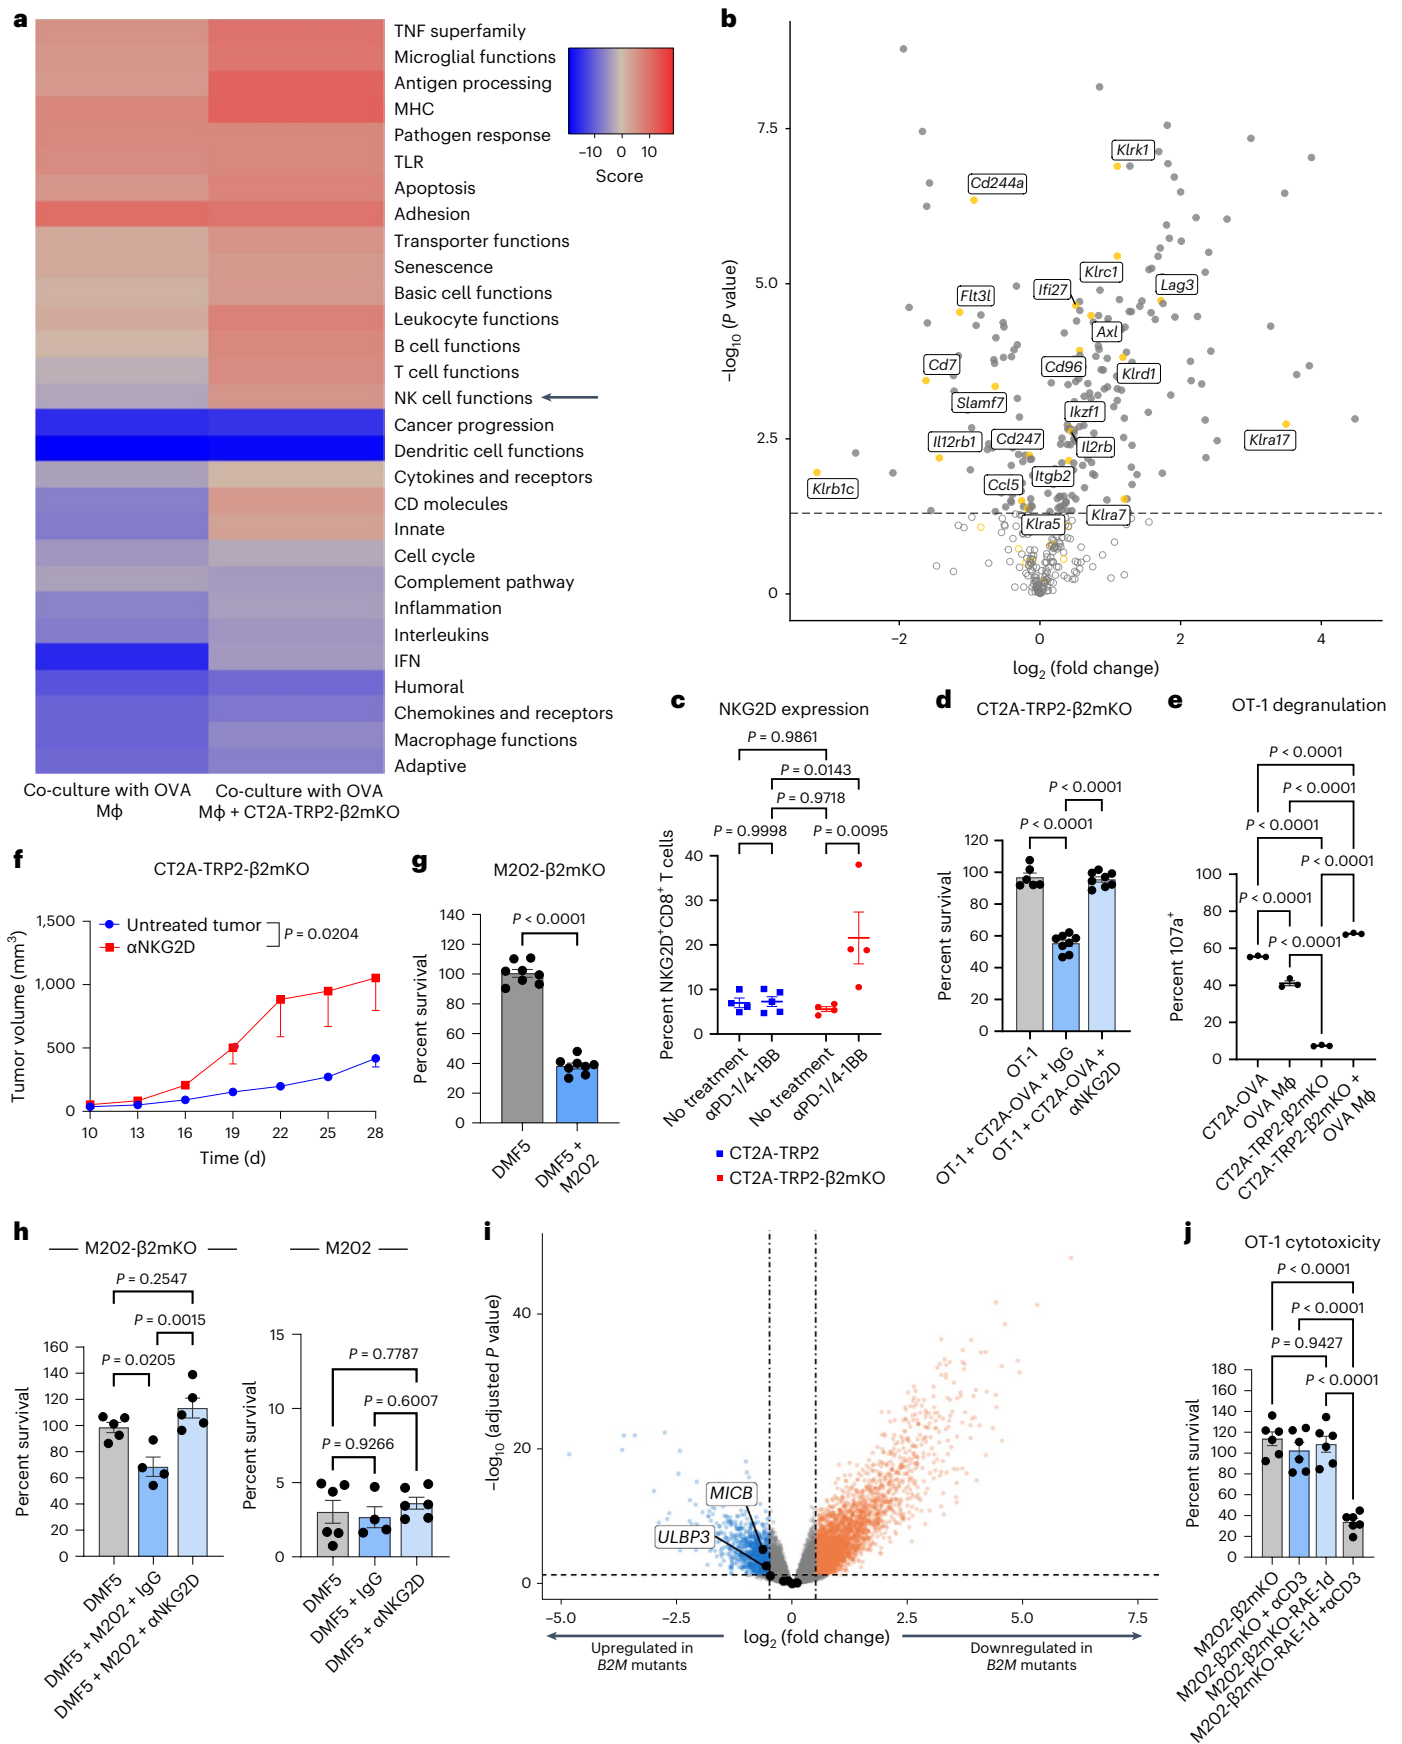 a
TNF superfamily
Microglial functions
Antigen processing
MHC
Pathogen response
TLR
Apoptosis
Adhesion
Transporter functions
Senescence
Basic cell functions
Leukocyte functions
B cell functions
T cell functions
NK cell functions
Cancer progression
Dendritic cell functions
Cytokines and receptors
CD molecules
Innate
Cell cycle
Complement pathway
Inflammation
Interleukins
IFN
Humoral
Chemokines and receptors
Macrophage functions
Adaptive
−10 0 10
Score
Co-culture with OVA
Mϕ
Co-culture with OVA
Mϕ + CT2A-TRP2-β2mKO
b
−log10 (P value)
7.5
5.0
2.5
0
Klrk1
Cd244a
Klrc1
Lag3
Ifi27
Flt3l
Axl
Cd7
Cd96
Klrd1
Slamf7
Ikzf1
Il12rb1
Cd247
Il2rb
Klra17
Klrb1c
Ccl5
Itgb2
Klra5
Klra7
−2 0 2 4
log2 (fold change)
c
NKG2D expression
P = 0.9861
P = 0.0143
P = 0.9718
P = 0.9998
P = 0.0095
Percent NKG2D+CD8+ T cells
40
30
20
10
0
No treatment
αPD-1/4-1BB
No treatment
αPD-1/4-1BB
CT2A-TRP2
CT2A-TRP2-β2mKO
d
CT2A-TRP2-β2mKO
P < 0.0001
P < 0.0001
Percent survival
120
100
80
60
40
20
0
OT-1
OT-1 + CT2A-OVA + IgG
OT-1 + CT2A-OVA +
αNKG2D
e
OT-1 degranulation
P < 0.0001
P < 0.0001
P < 0.0001
P < 0.0001
P < 0.0001
P < 0.0001
Percent 107a+
100
80
60
40
20
0
CT2A-OVA
OVA Mϕ
CT2A-TRP2-β2mKO
CT2A-TRP2-β2mKO +
OVA Mϕ
f
CT2A-TRP2-β2mKO
Untreated tumor
αNKG2D
P = 0.0204
Tumor volume (mm3)
1,500
1,000
500
0
10 13 16 19 22 25 28
Time (d)
g
M202-β2mKO
P < 0.0001
Percent survival
140
120
100
80
60
40
20
0
DMF5
DMF5 +
M202
h
M202-β2mKO
P = 0.2547
P = 0.0015
P = 0.0205
Percent survival
160
140
120
100
80
60
40
20
0
DMF5
DMF5 + M202 + IgG
DMF5 + M202 + αNKG2D
M202
P = 0.7787
P = 0.6007
P = 0.9266
Percent survival
15
10
5
0
DMF5
DMF5 + IgG
DMF5 + αNKG2D
i
−log10 (adjusted P value)
40
20
0
MICB
ULBP3
−5.0 −2.5 0 2.5 5.0 7.5
log2 (fold change)
Upregulated in
B2M mutants
Downregulated in
B2M mutants
j
OT-1 cytotoxicity
P < 0.0001
P < 0.0001
P = 0.9427
P < 0.0001
Percent survival
180
160
140
120
100
80
60
40
20
0
M202-β2mKO
M202-β2mKO + αCD3
M202-β2mKO-RAE-1d
M202-β2mKO-RAE-1d +αCD3